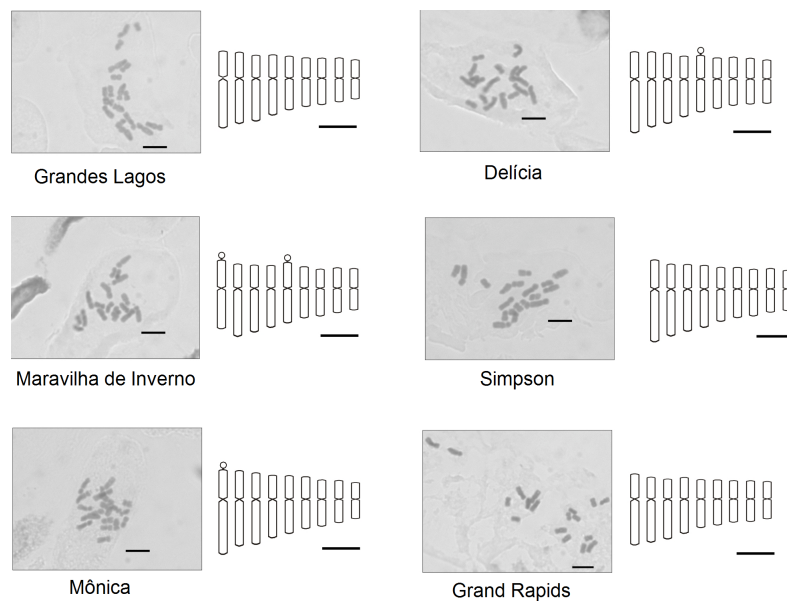 Grandes Lagos
Delícia
Maravilha de Inverno
Simpson
Mônica
Grand Rapids